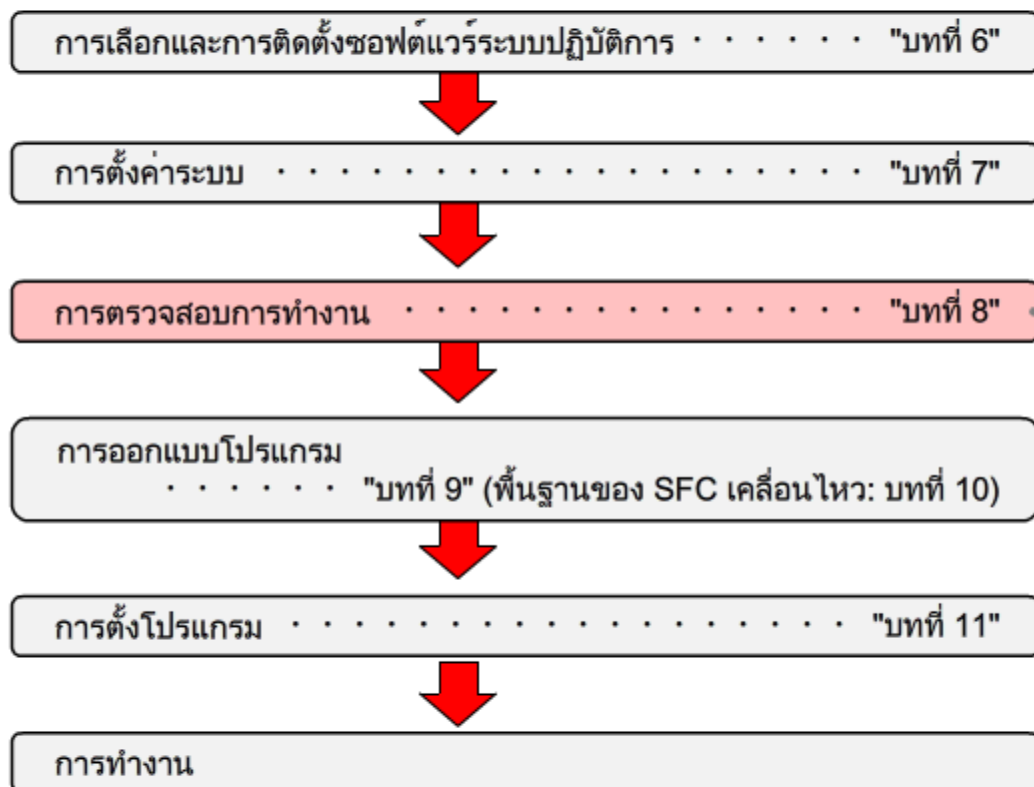 การเลือกและการติดตั้งซอฟต์แวร์ระบบปฏิบัติการ · · · · · · "บทที่ 6"
การตั้งค่าระบบ · · · · · · · · · · · · · · · · · · "บทที่ 7"
การตรวจสอบการทำงาน · · · · · · · · · · · · · · "บทที่ 8"
การออกแบบโปรแกรม
· · · · · · "บทที่ 9" (พื้นฐานของ SFC เคลื่อนไหว: บทที่ 10)
การตั้งโปรแกรม · · · · · · · · · · · · · · · · · · "บทที่ 11"
การทำงาน